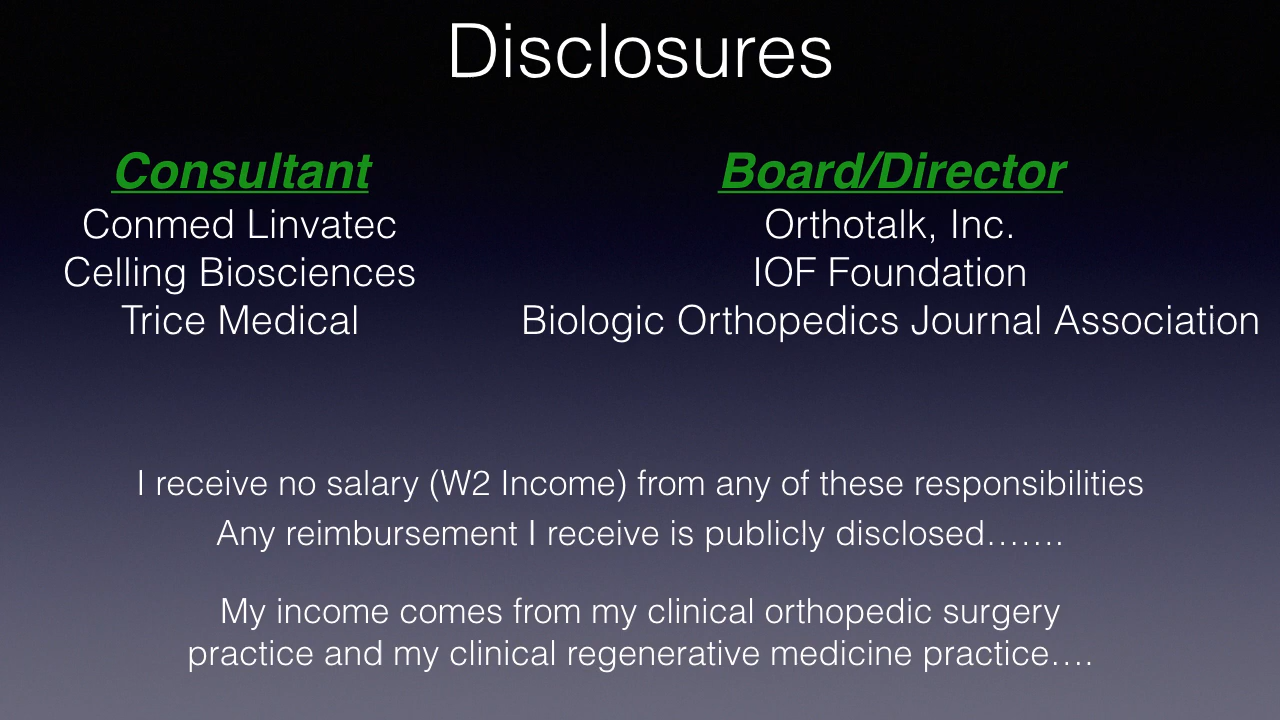 Disclosures
Consultant
Conmed Linvatec
Celling Biosciences
Trice Medical
Board/Director
Orthotalk, Inc.
IOF Foundation
Biologic Orthopedics Journal Association
I receive no salary (W2 Income) from any of these responsibilities
Any reimbursement I receive is publicly disclosed…….
My income comes from my clinical orthopedic surgery
practice and my clinical regenerative medicine practice….